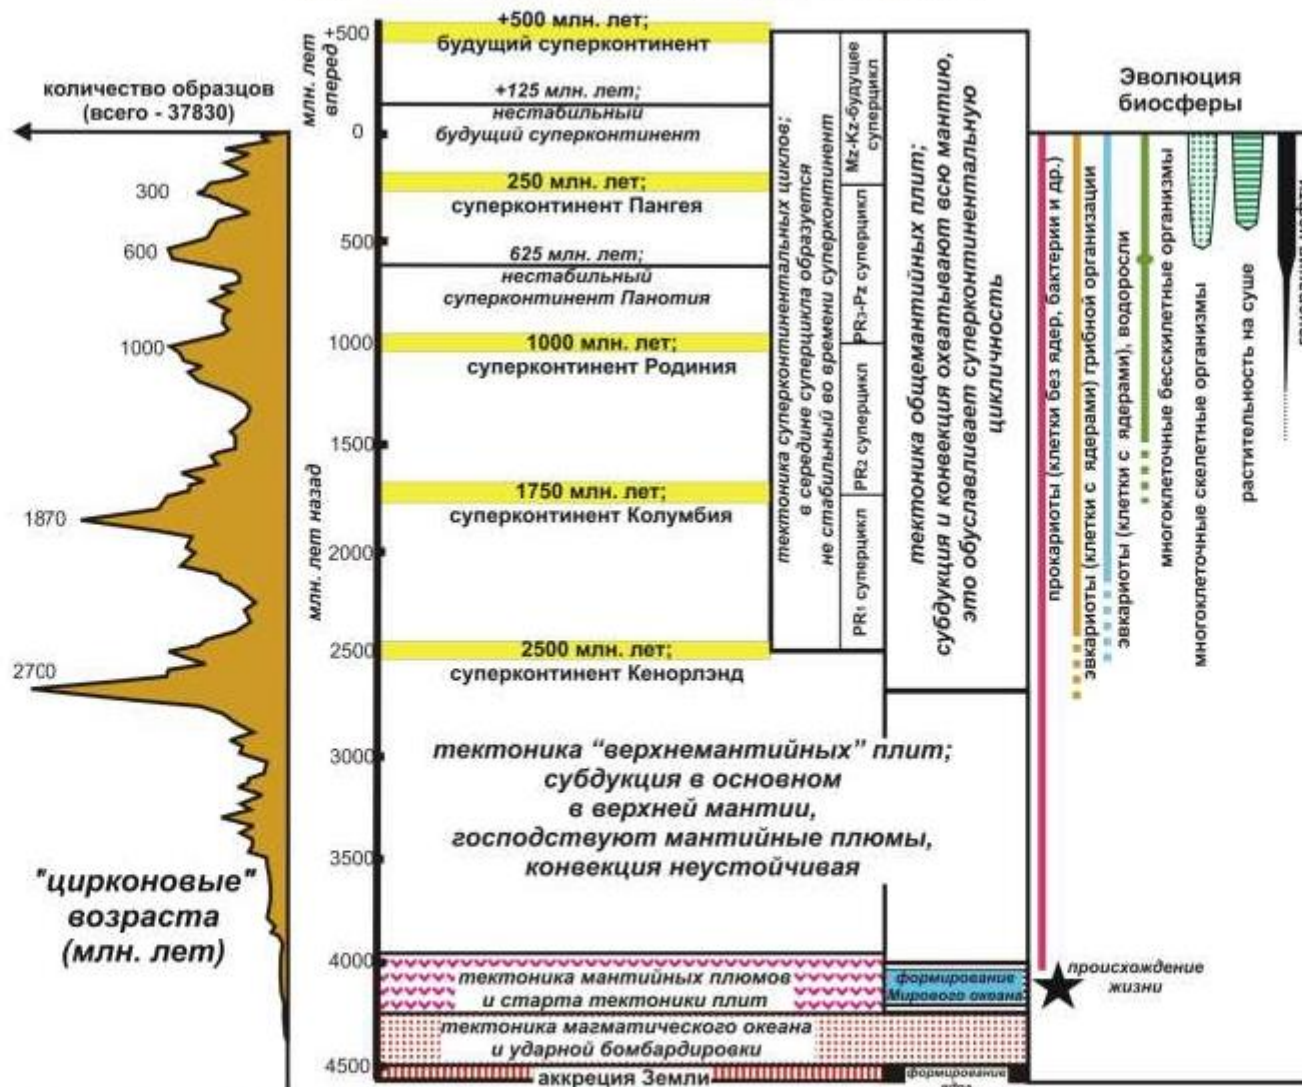 количество образцов
(всего - 37830)
300
600
1000
1870
2700
"цирконовые"
возраста
(млн. лет)
млн. лет
вперед
млн. лет назад
+500
0
500
1000
1500
2000
2500
3000
3500
4000
4500
+500 млн. лет;
будущий суперконтинент
+125 млн. лет;
нестабильный
будущий суперконтинент
250 млн. лет;
суперконтинент Пангея
625 млн. лет;
нестабильный
суперконтинент Панотия
1000 млн. лет;
суперконтинент Родиния
1750 млн. лет;
суперконтинент Колумбия
2500 млн. лет;
суперконтинент Кенорлэнд
тектоника "верхнемантийных" плит;
субдукция в основном
в верхней мантии,
господствуют мантийные плюмы,
конвекция неустойчивая
тектоника мантийных плюмов
и старта тектоники плит
тектоника магматического океана
и ударной бомбардировки
аккреция Земли
тектоника суперконтинентальных циклов;
в середине суперцикла образуется
не стабильный во времени суперконтинент
Mz-Kz-будущее
суперцикл
PR3-Pz суперцикл
PR2 суперцикл
PR1 суперцикл
тектоника общемантийных плит;
субдукция и конвекция охватывают всю мантию,
это обуславливает суперконтинентальную
цикличность
формирование
Мирового океана
формирование
Эволюция
биосферы
прокариоты (клетки без ядер, бактерии и др.)
эвкариоты (клетки с ядерами) грибной организации
эвкариоты (клетки с ядерами), водоросли
многоклеточные бесскилетные организмы
многоклеточные скелетные организмы
растительность на суше
происхождение
жизни